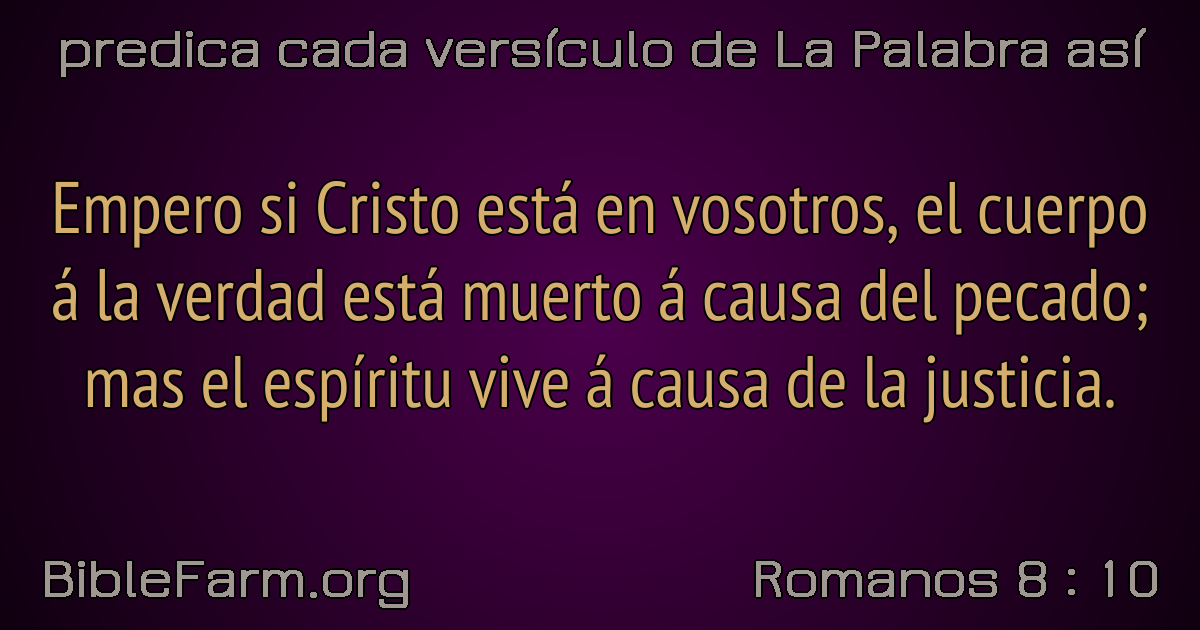 predica cada versículo de La Palabra así
Empero si Cristo está en vosotros, el cuerpo
á la verdad está muerto á causa del pecado;
mas el espíritu vive á causa de la justicia.
BibleFarm.org
Romanos 8 : 10